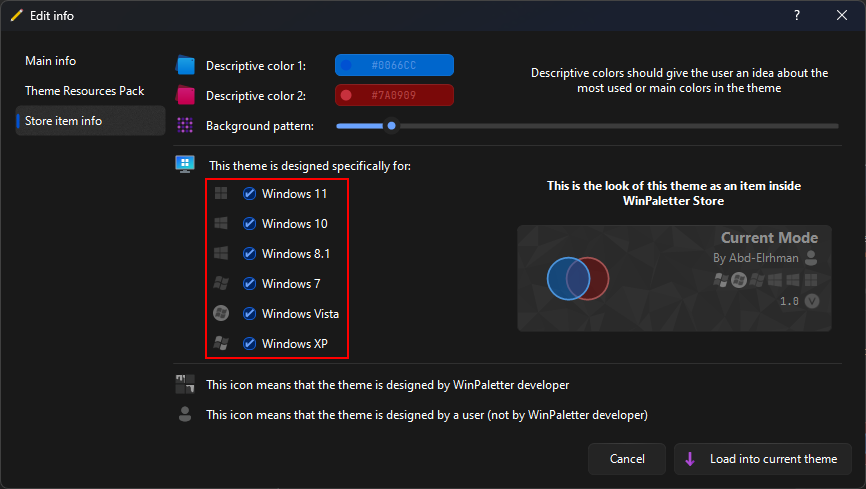 Edit info
?
Main info
Theme Resources Pack
Store item info
Descriptive color 1:
#0066CC
Descriptive color 2:
#7A0909
Background pattern:
Descriptive colors should give the user an idea about the
most used or main colors in the theme
This theme is designed specifically for:
Windows 11
Windows 10
Windows 8.1
Windows 7
Windows Vista
Windows XP
This is the look of this theme as an item inside
WinPaletter Store
Current Mode
By Abd-Elrhman
1.0 V
This icon means that the theme is designed by WinPaletter developer
This icon means that the theme is designed by a user (not by WinPaletter developer)
Cancel
Load into current theme